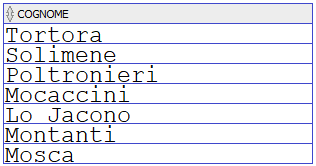 COGNOME
Tortora
Solimene
Poltronieri
Mocaccini
Lo Jacono
Montanti
Mosca